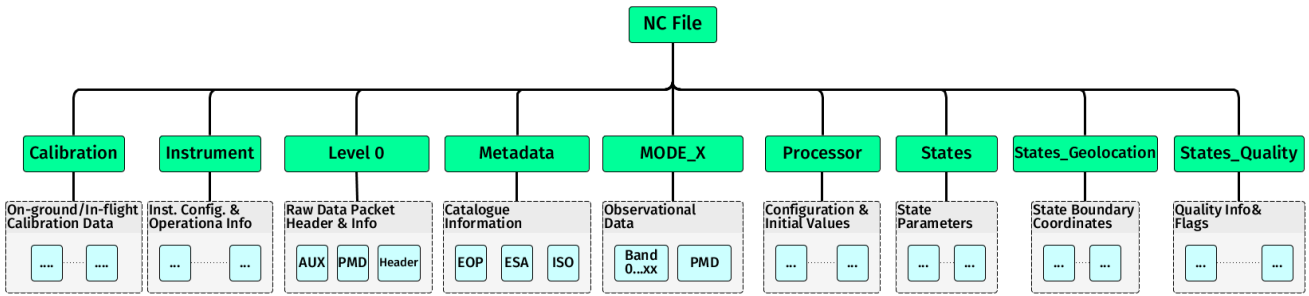 NC File
Calibration
Instrument
Level 0
Metadata
MODE_X
Processor
States
States_Geolocation
States_Quality
On-ground/In-flight
Calibration Data
.... ....
Inst. Config. &
Operationa Info
... ...
Raw Data Packet
Header & Info
AUX PMD Header
Catalogue
Information
EOP ESA ISO
Observational
Data
Band
0...xx
PMD
Configuration &
Initial Values
... ...
State
Parameters
... ...
State Boundary
Coordinates
... ...
Quality Info&
Flags
... ...